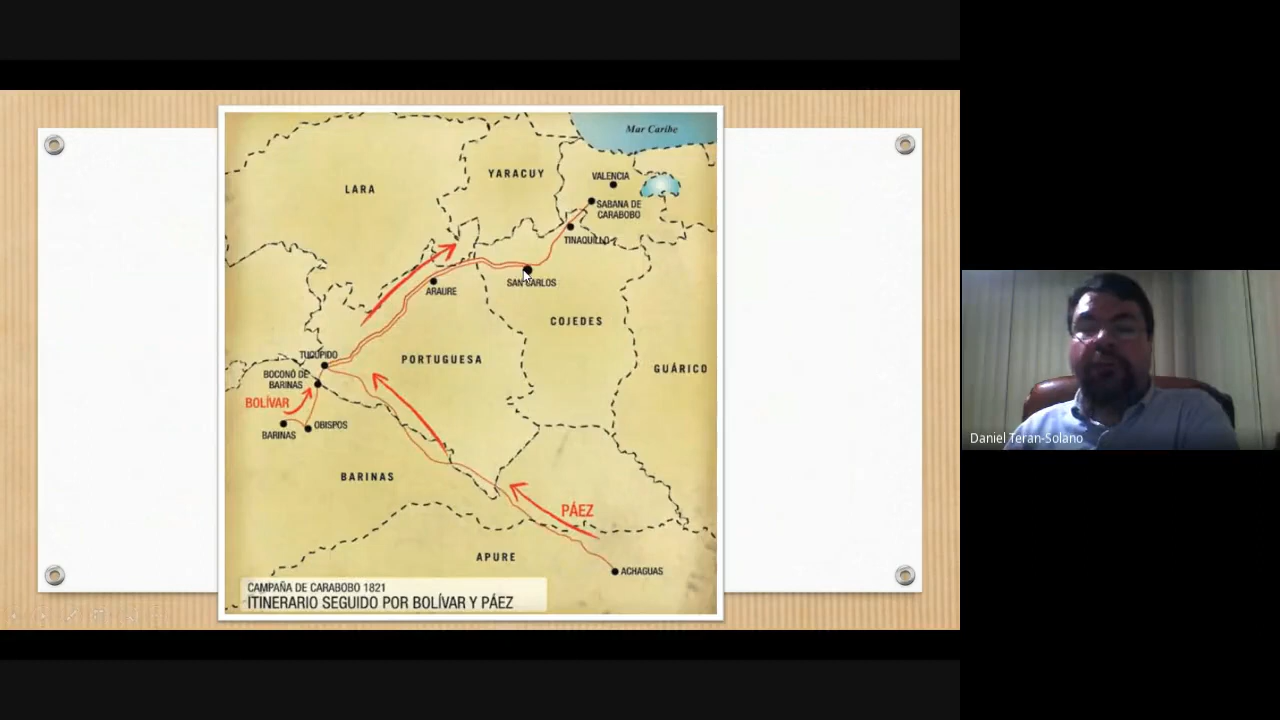 Mar Caribe
YARACUY
VALENCIA
LARA
SABANA DE
CARABOBO
TINAQUILLO
SAN CARLOS
ARAURE
COJEDES
TUCUPIDO
PORTUGUESA
GUÁRICO
BOCONÓ DE
BARINAS
BOLÍVAR
OBISPOS
BARINAS
BARINAS
PÁEZ
APURE
ACHAGUAS
CAMPAÑA DE CARABOBO 1821
ITINERARIO SEGUIDO POR BOLÍVAR Y PÁEZ
Daniel Teran-Solano